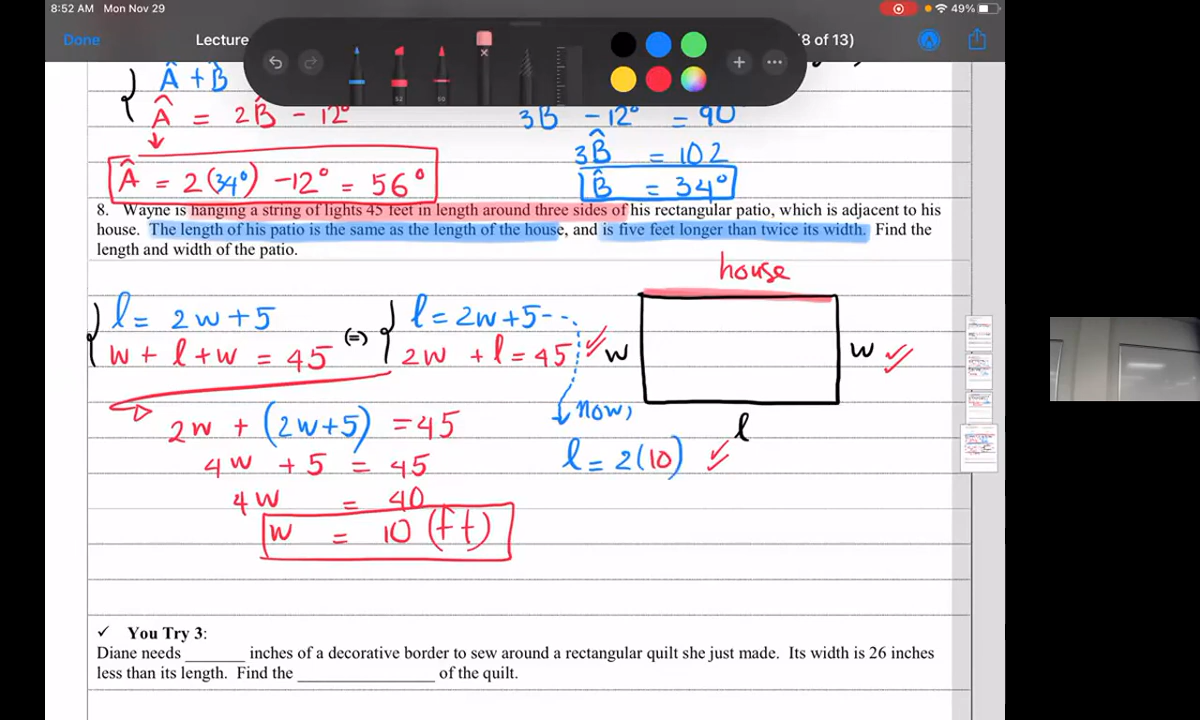 8:52 AM Mon Nov 29
49%
Done
Lecture
(8 of 13)
Â + B̂
Â = 2B̂ - 12°
3B̂ - 12° = 90
3B̂ = 102
Â = 2(34°) - 12° = 56°
B̂ = 34°
8. Wayne is hanging a string of lights 45 feet in length around three sides of his rectangular patio, which is adjacent to his
house. The length of his patio is the same as the length of the house, and is five feet longer than twice its width. Find the
length and width of the patio.
house
l = 2w + 5
w + l + w = 45
(=)
l = 2w + 5
2w + l = 45
w
w
l
2w + (2w+5) = 45
now,
4w + 5 = 45
l = 2(10)
4w = 40
w = 10 (ft)
✓ You Try 3:
Diane needs ______ inches of a decorative border to sew around a rectangular quilt she just made. Its width is 26 inches
less than its length. Find the ________________ of the quilt.